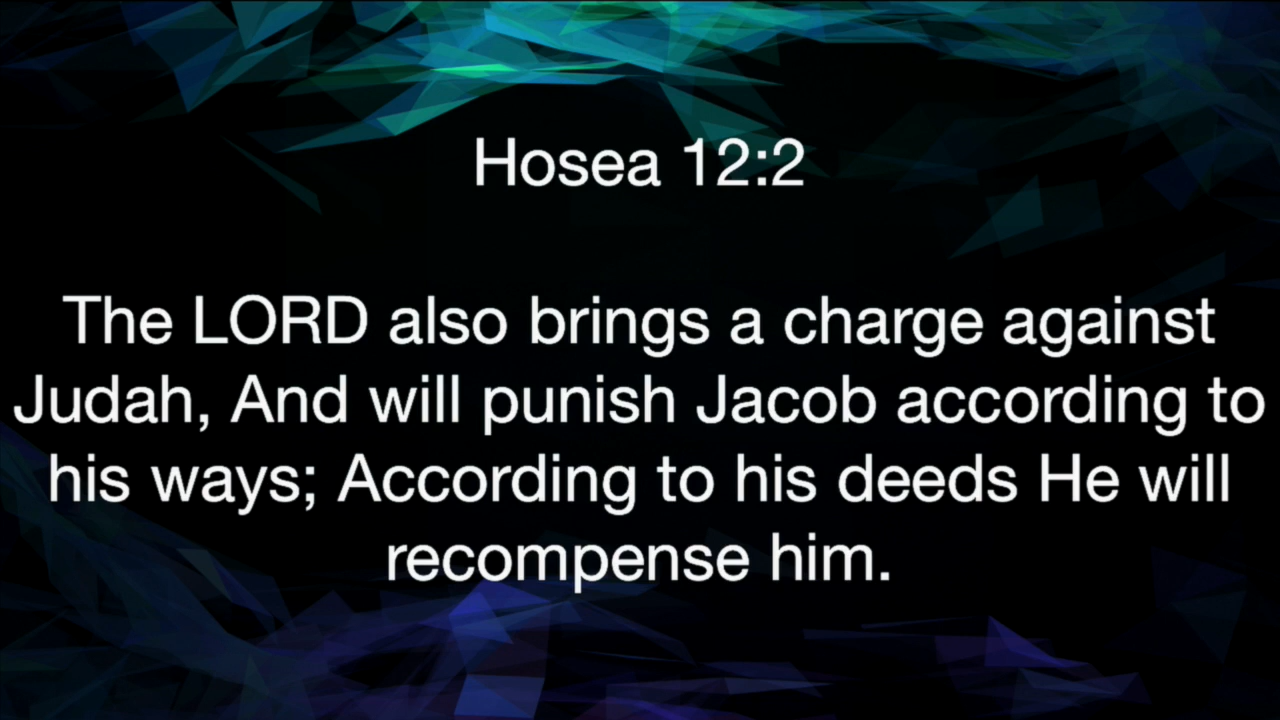 Hosea 12:2
The LORD also brings a charge against
Judah, And will punish Jacob according to
his ways; According to his deeds He will
recompense him.